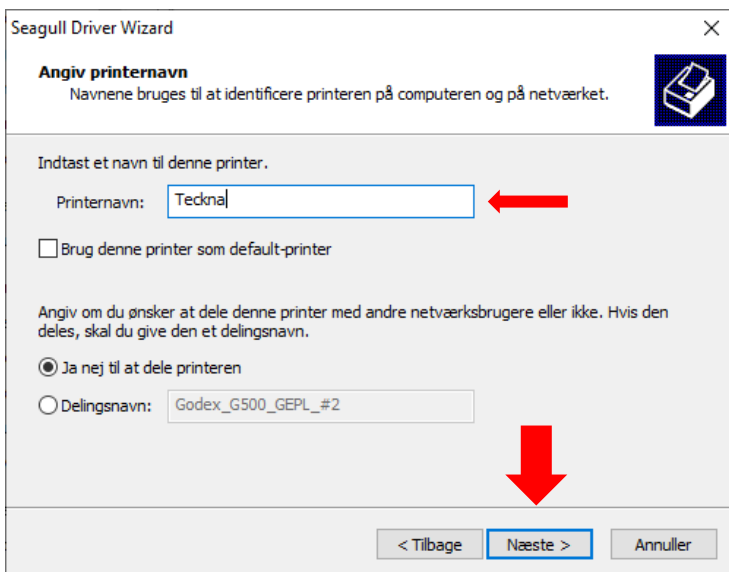 Seagull Driver Wizard
Angiv printernavn
Navnene bruges til at identificere printeren på computeren og på netværket.
Indtast et navn til denne printer.
Printernavn: Teckna
Brug denne printer som default-printer
Angiv om du ønsker at dele denne printer med andre netværksbrugere eller ikke. Hvis den
deles, skal du give den et delingsnavn.
Ja nej til at dele printeren
Delingsnavn: Godex_G500_GEPL_#2
< Tilbage Næste > Annuller